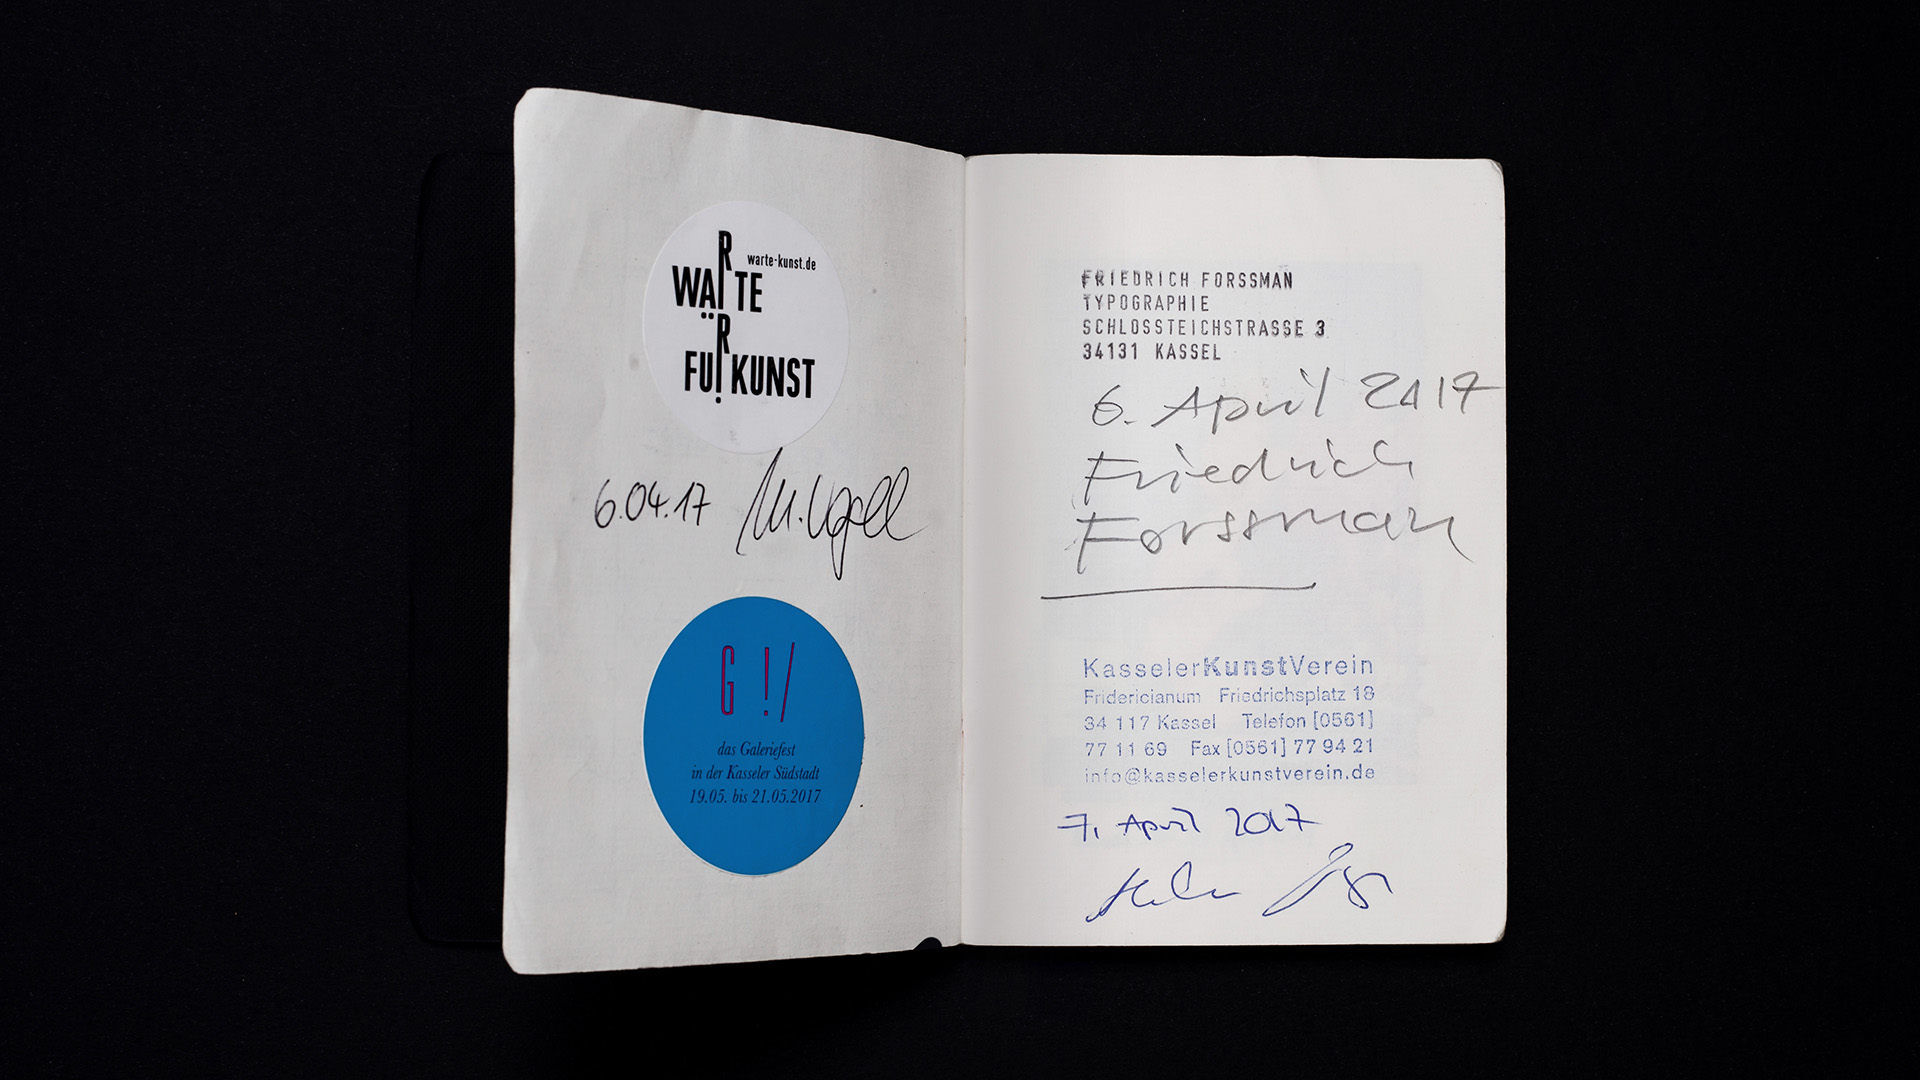 warte-kunst.de
WARTE
FÜR KUNST
6.04.17 M. Vogel
G !/
das Galeriefest
in der Kasseler Südstadt
19.05. bis 21.05.2017
FRIEDRICH FORSSMAN
TYPOGRAPHIE
SCHLOSSTEICHSTRASSE 3
34131 KASSEL
6. April 2017
Friedrich
Forssman
KasselerKunstVerein
Fridericianum Friedrichsplatz 18
34 117 Kassel Telefon [0561]
77 11 69 Fax [0561] 77 94 21
info@kasselerkunstverein.de
7. April 2017